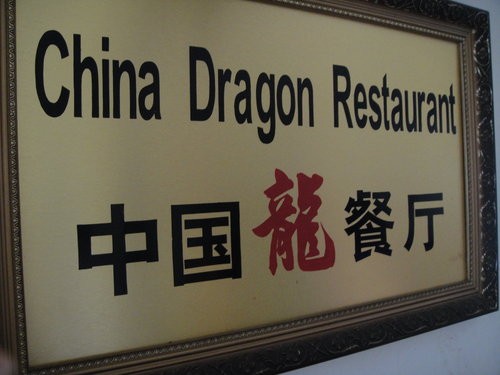 China Dragon Restaurant
中国龍餐厅